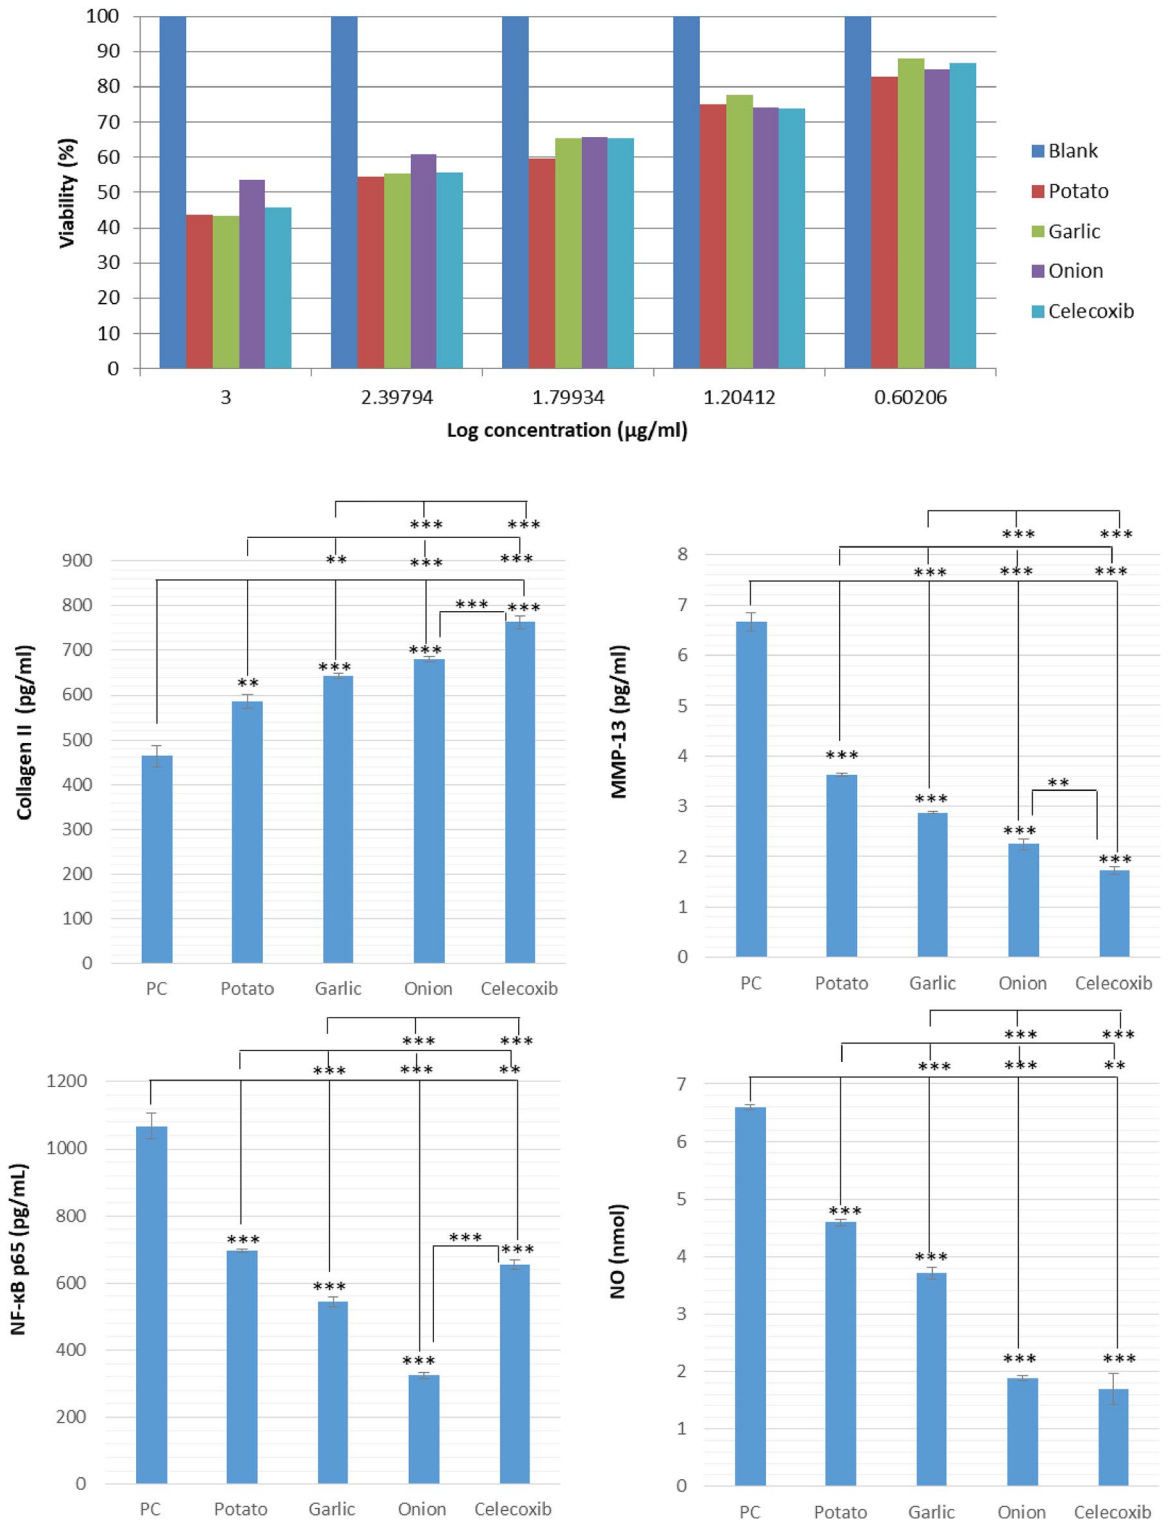 100
90
80
70
60
50
40
30
20
10
0
Viability (%)
3 2.39794 1.79934 1.20412 0.60206
Log concentration (µg/ml)
Blank
Potato
Garlic
Onion
Celecoxib
*** ***
** *** ***
900
800
700
600
500
400
300
200
100
0
Collagen II (pg/ml)
*** ***
** *** ***
PC Potato Garlic Onion Celecoxib
*** ***
*** *** ***
8
7
6
5
4
3
2
1
0
MMP-13 (pg/ml)
*** *** *** ** ***
PC Potato Garlic Onion Celecoxib
*** ***
*** *** **
1200
1000
800
600
400
200
0
NF-κB p65 (pg/mL)
*** *** *** *** ***
PC Potato Garlic Onion Celecoxib
*** ***
*** *** **
7
6
5
4
3
2
1
0
NO (nmol)
*** *** *** ***
PC Potato Garlic Onion Celecoxib